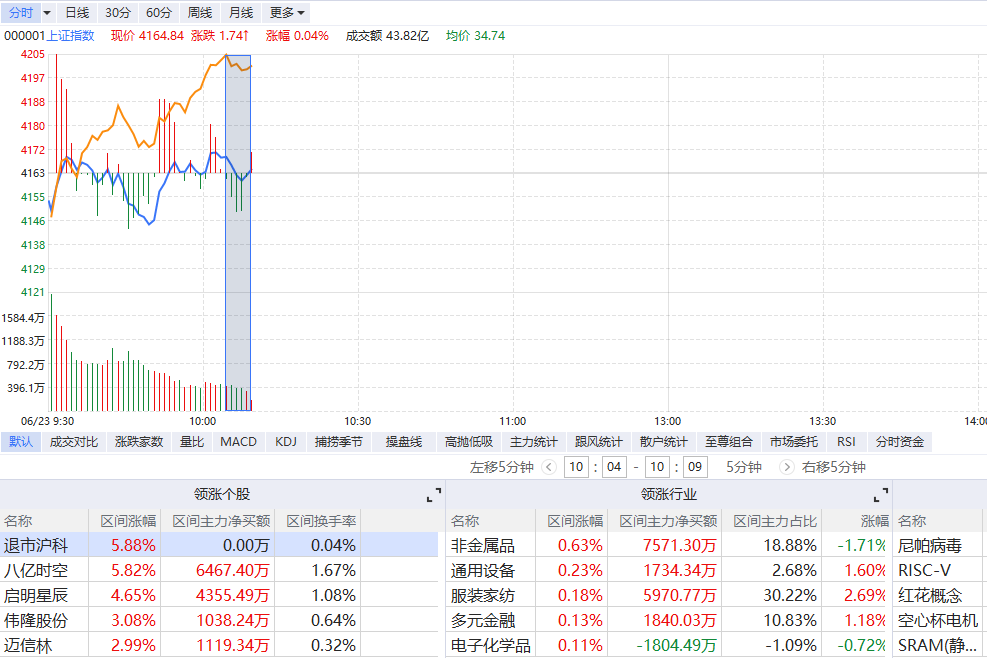 分时 日线 30分 60分 周线 月线 更多
000001上证指数 现价 4164.84 涨跌 1.74↑ 涨幅 0.04% 成交额 43.82亿 均价 34.74
4205
4197
4188
4180
4172
4163
4155
4146
4138
4129
4121
1584.4万
1188.3万
792.2万
396.1万
06/23 9:30 10:00 10:30 11:00 13:00 13:30 14:00
默认 成交对比 涨跌家数 量比 MACD KDJ 捕捞季节 操盘线 高抛低吸 主力统计 跟风统计 散户统计 至尊组合 市场委托 RSI 分时资金
左移5分钟 10 : 04 - 10 : 09 5分钟 右移5分钟
领涨个股 领涨行业
名称 区间涨幅 区间主力净买额 区间换手率 名称 区间涨幅 区间主力净买额 区间主力占比 涨幅 名称
退市沪科 5.88% 0.00万 0.04% 非金属品 0.63% 7571.30万 18.88% -1.71% 尼帕病毒
八亿时空 5.82% 6467.40万 1.67% 通用设备 0.23% 1734.34万 2.68% 1.60% RISC-V
启明星辰 4.65% 4355.49万 1.08% 服装家纺 0.18% 5970.77万 30.22% 2.69% 红花概念
伟隆股份 3.08% 1038.24万 0.64% 多元金融 0.13% 1840.03万 10.83% 1.18% 空心杯电机
迈信林 2.99% 1119.34万 0.32% 电子化学品 0.11% -1804.49万 -1.09% -0.72% SRAM(静...